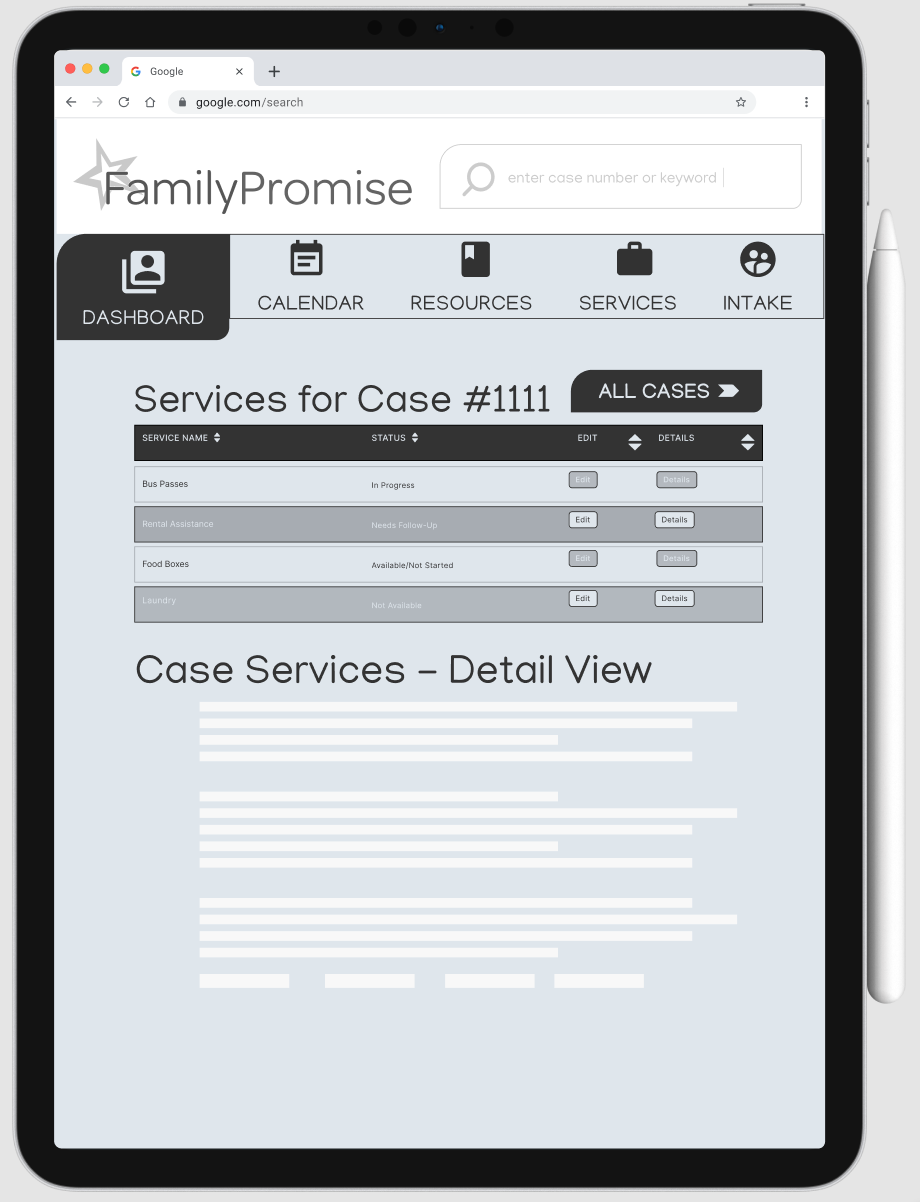 Google
google.com/search
FamilyPromise
enter case number or keyword
DASHBOARD
CALENDAR
RESOURCES
SERVICES
INTAKE
Services for Case #1111
ALL CASES
SERVICE NAME STATUS EDIT DETAILS
Bus Passes In Progress Edit Details
Rental Assistance Needs Follow-Up Edit Details
Food Boxes Available/Not Started Edit Details
Laundry Not Available Edit Details
Case Services – Detail View